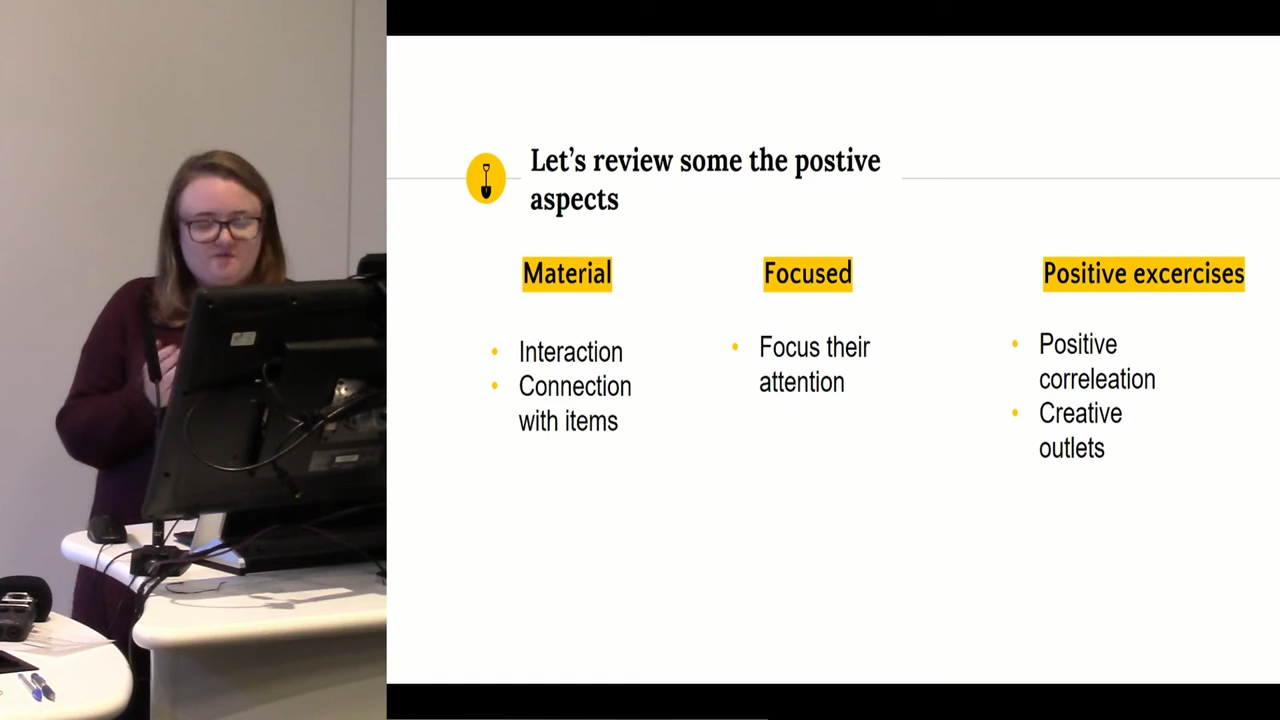 Let's review some the postive
aspects
Material
Focused
Positive excercises
• Interaction
• Connection
with items
• Focus their
attention
• Positive
correleation
• Creative
outlets